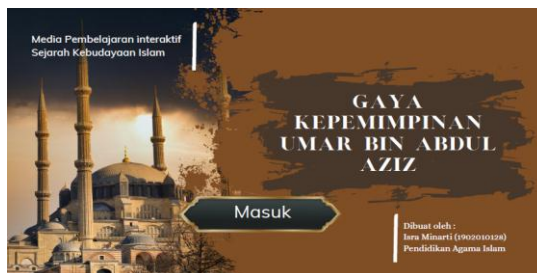 Media Pembelajaran interaktif
Sejarah Kebudayaan Islam
GAYA
KEPEMIMPINAN
UMAR BIN ABDUL
AZIZ
Masuk
Dibuat oleh :
Isra Minarti (1902010128)
Pendidikan Agama Islam